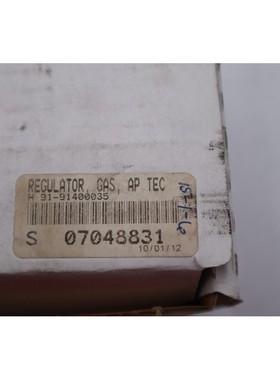 REGULATOR, GAS, AP TEC
H 91-91400035
S 07048831
10/01/12